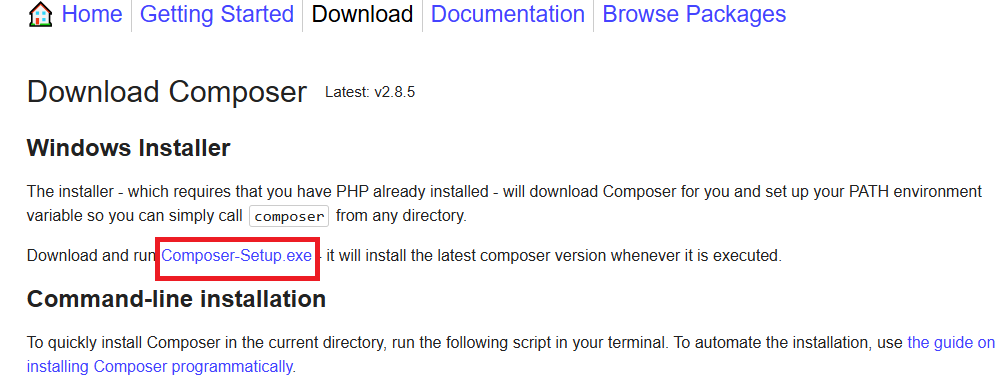 Home Getting Started Download Documentation Browse Packages
Download Composer Latest: v2.8.5
Windows Installer
The installer - which requires that you have PHP already installed - will download Composer for you and set up your PATH environment
variable so you can simply call composer from any directory.
Download and run Composer-Setup.exe - it will install the latest composer version whenever it is executed.
Command-line installation
To quickly install Composer in the current directory, run the following script in your terminal. To automate the installation, use the guide on
installing Composer programmatically.